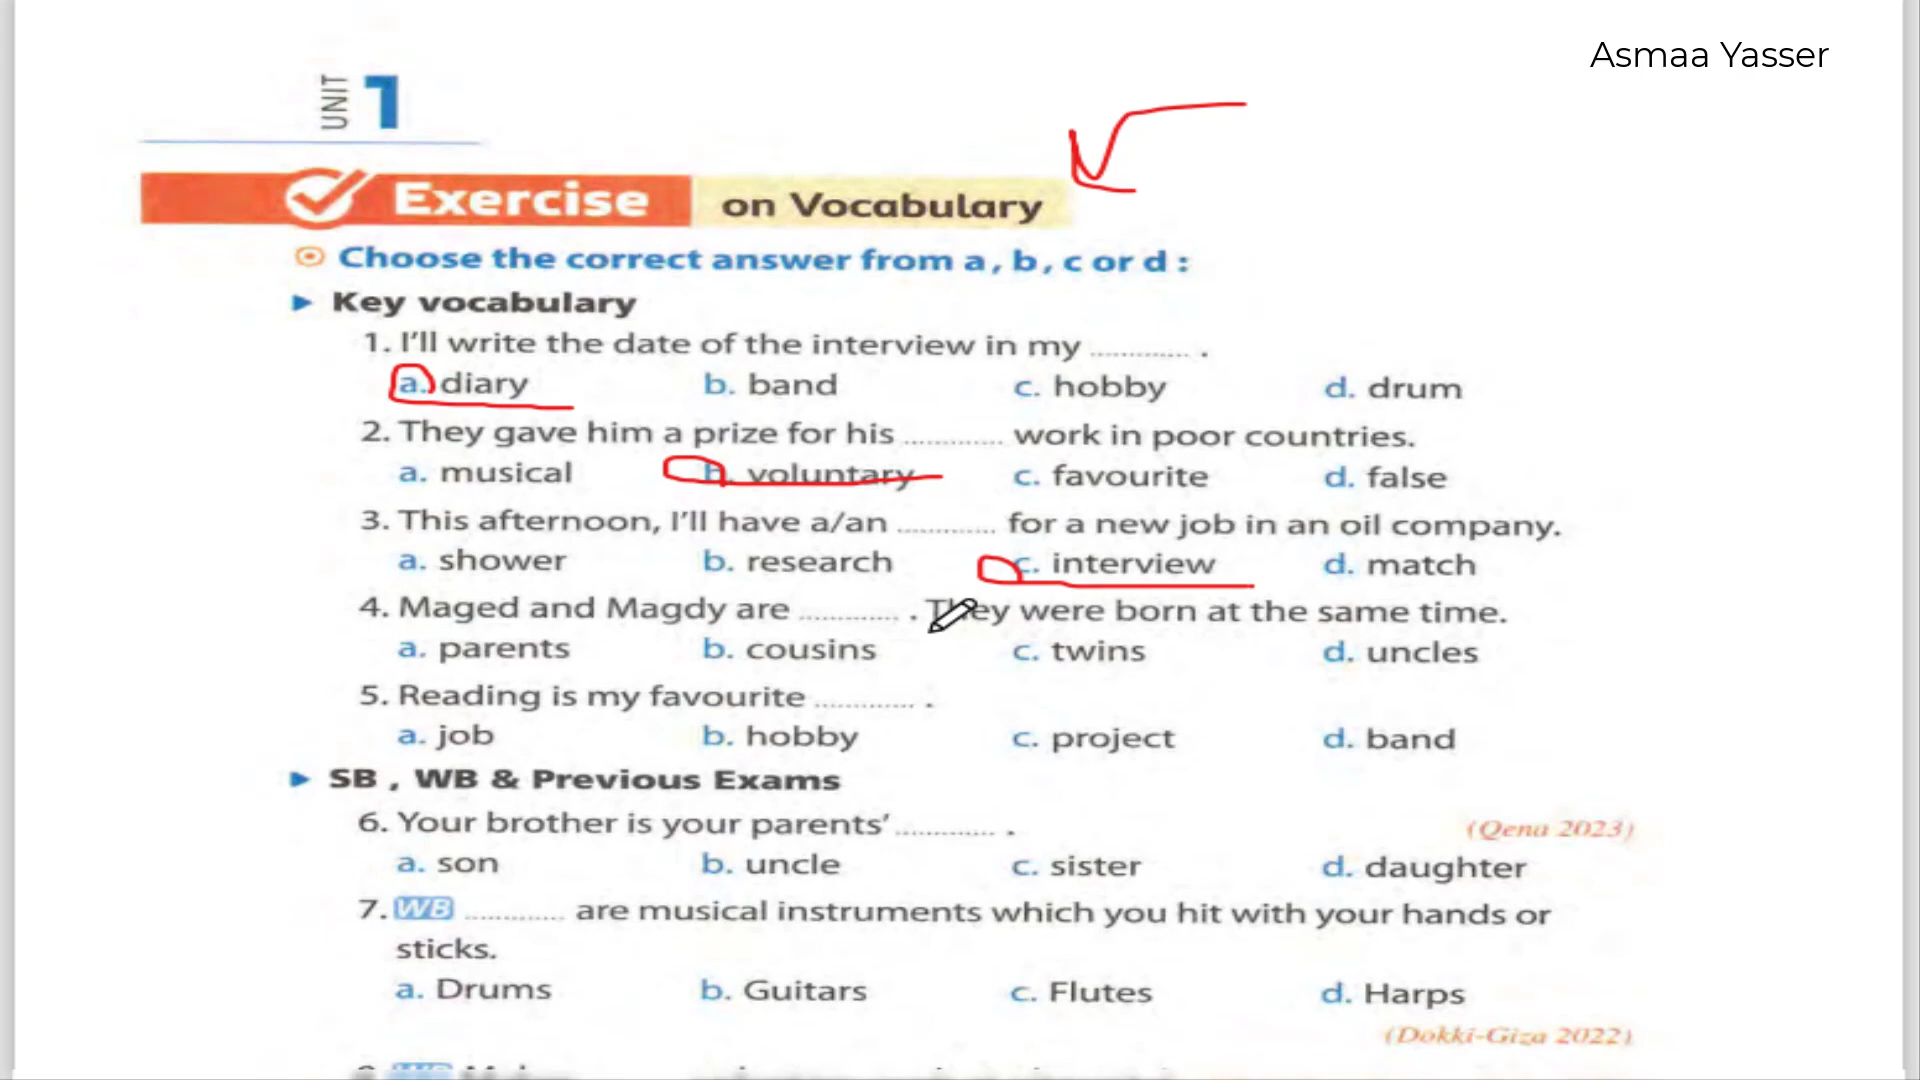 Asmaa Yasser
UNIT 1
Exercise on Vocabulary
Choose the correct answer from a , b , c or d :
Key vocabulary
1. I'll write the date of the interview in my ............. .
a. diary b. band c. hobby d. drum
2. They gave him a prize for his ............. work in poor countries.
a. musical b. voluntary c. favourite d. false
3. This afternoon, I'll have a/an ............. for a new job in an oil company.
a. shower b. research c. interview d. match
4. Maged and Magdy are ............. . They were born at the same time.
a. parents b. cousins c. twins d. uncles
5. Reading is my favourite ............. .
a. job b. hobby c. project d. band
SB , WB & Previous Exams
6. Your brother is your parents' ............. . (Qena 2023)
a. son b. uncle c. sister d. daughter
7. WB ............. are musical instruments which you hit with your hands or
sticks.
a. Drums b. Guitars c. Flutes d. Harps
(Dokki-Giza 2022)